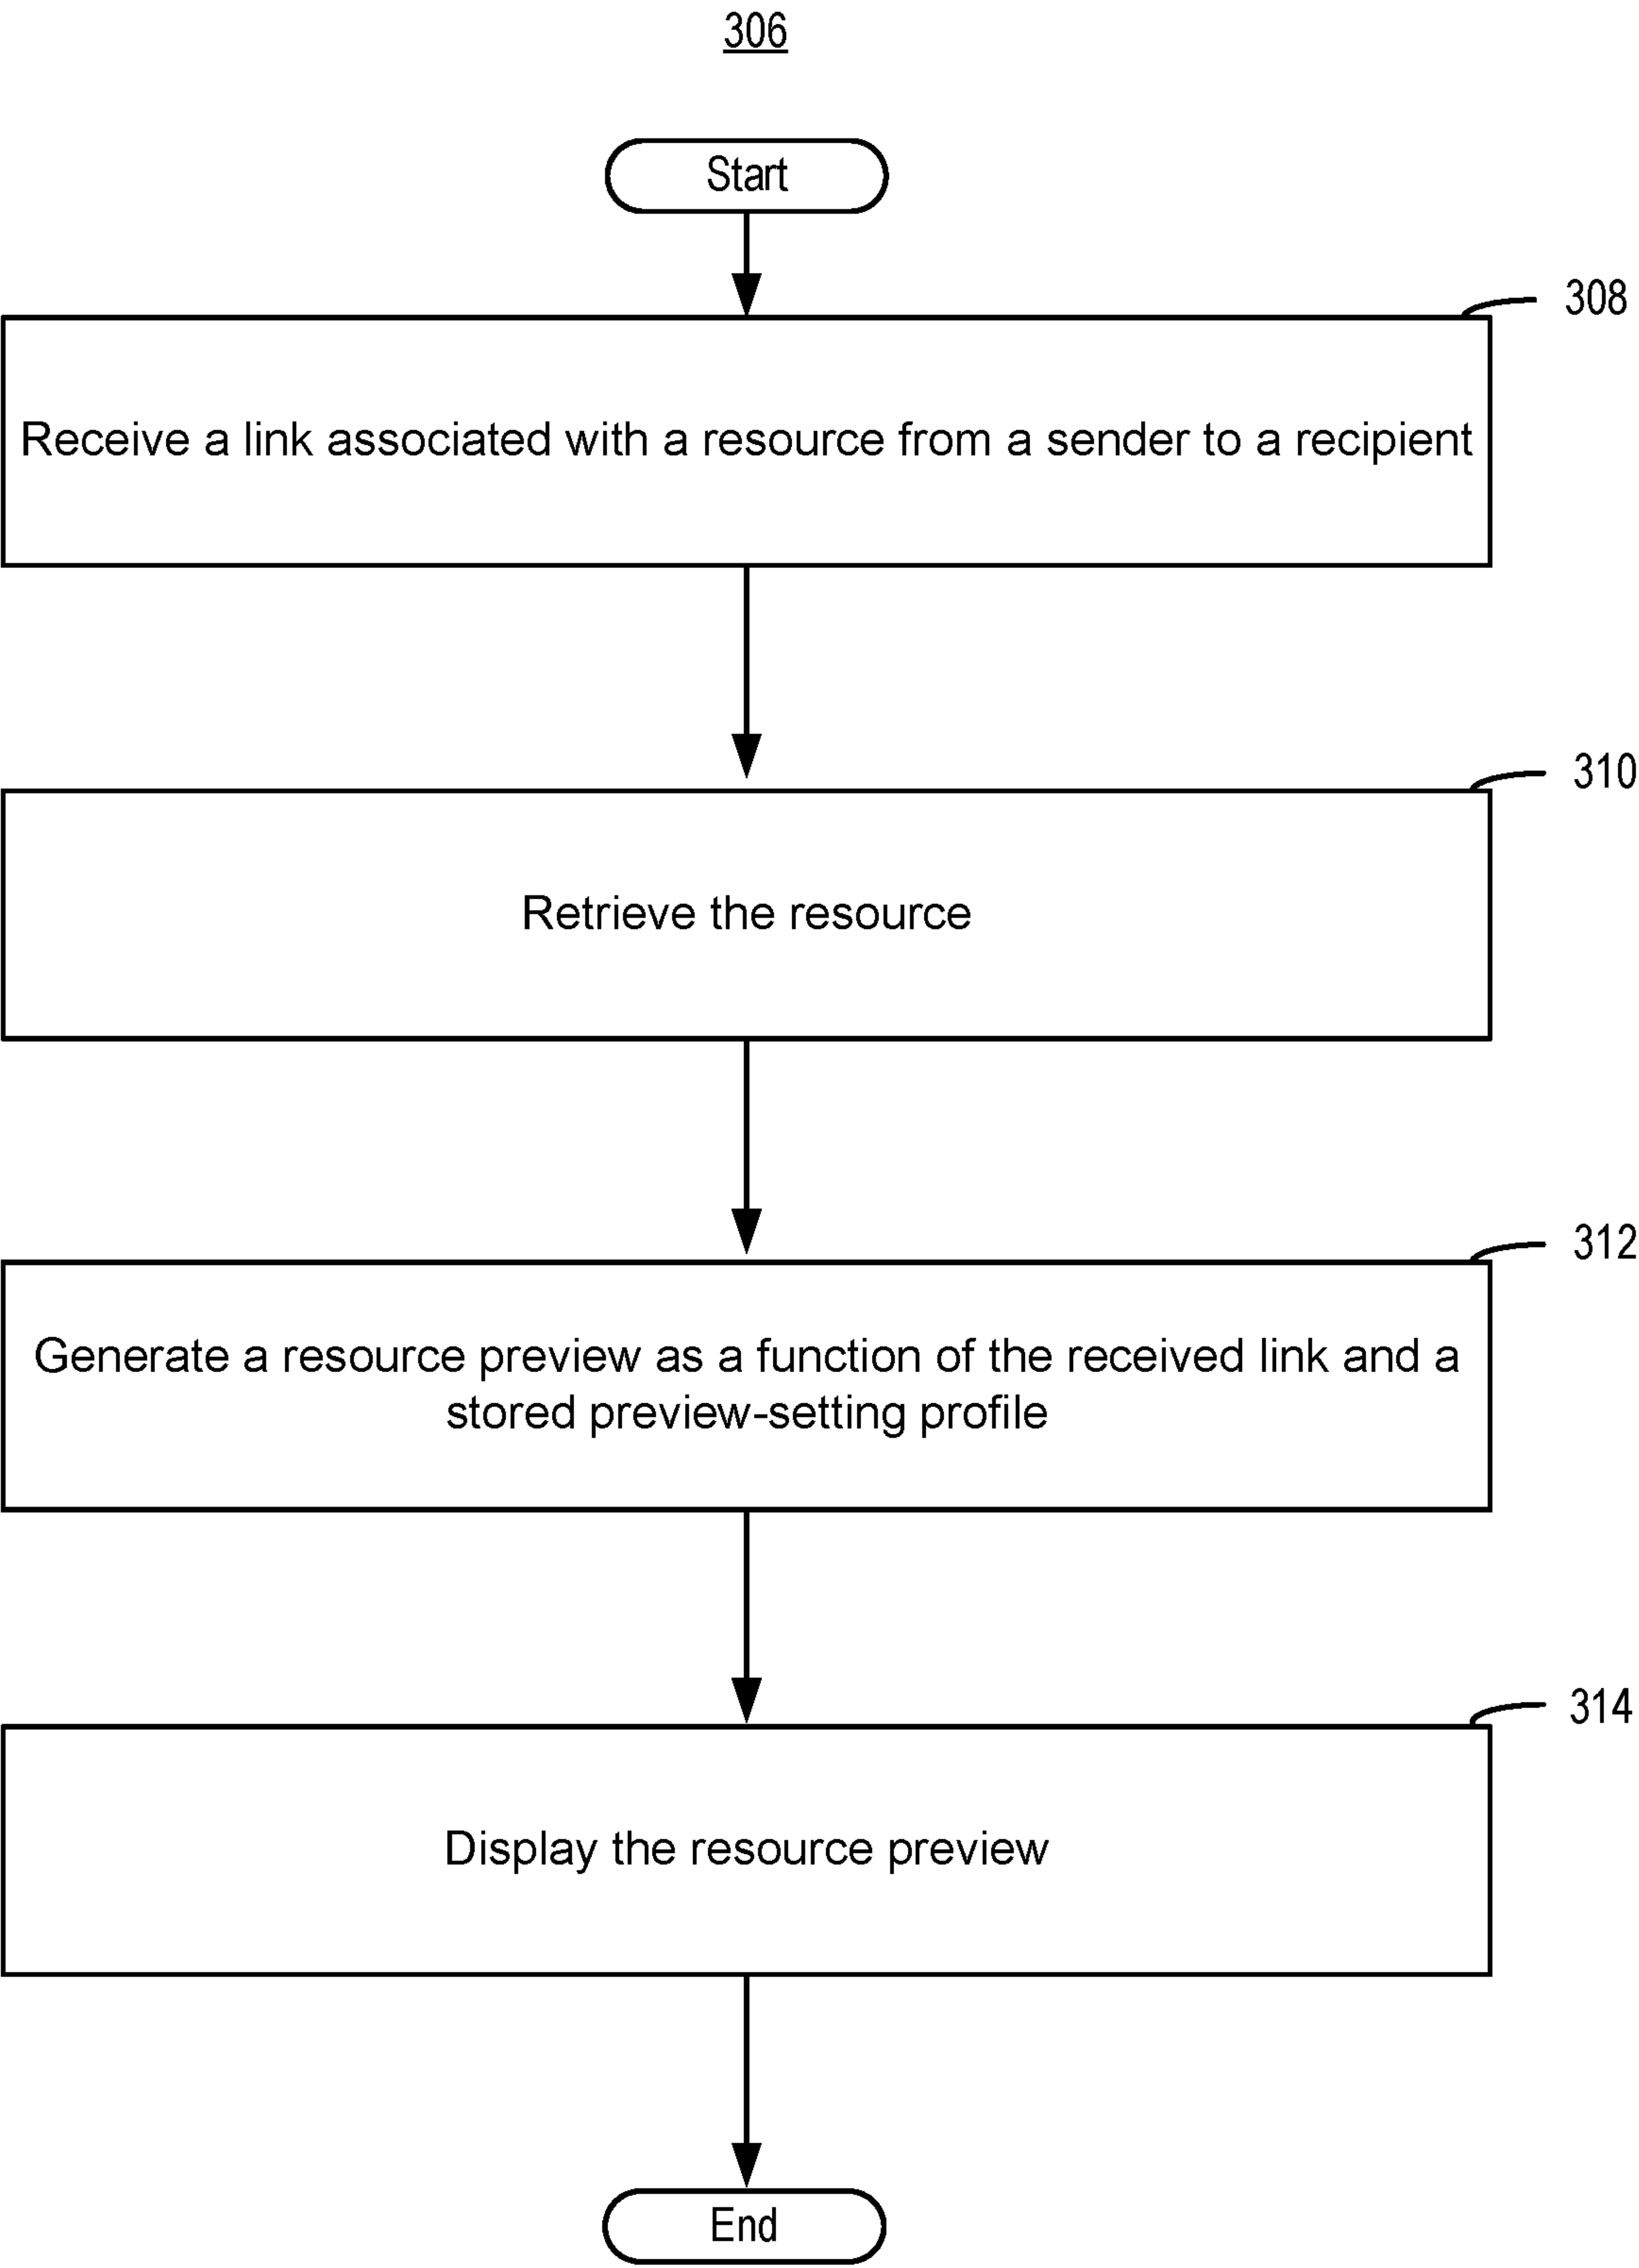 306
Start
308
Receive a link associated with a resource from a sender to a recipient
310
Retrieve the resource
312
Generate a resource preview as a function of the received link and a
stored preview-setting profile
314
Display the resource preview
End